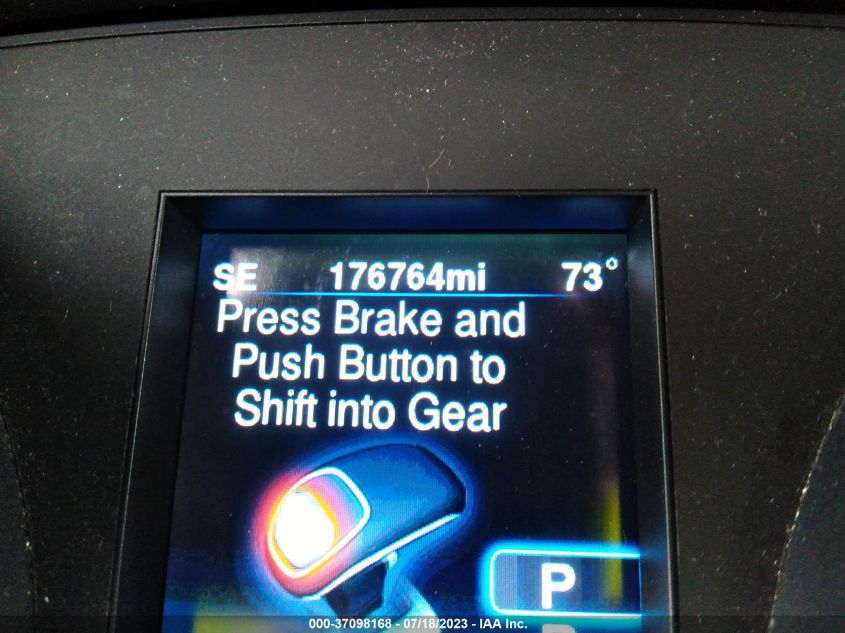 SE 176764mi 73°
Press Brake and
Push Button to
Shift into Gear
P
000-37098168 - 07/18/2023 - IAA Inc.